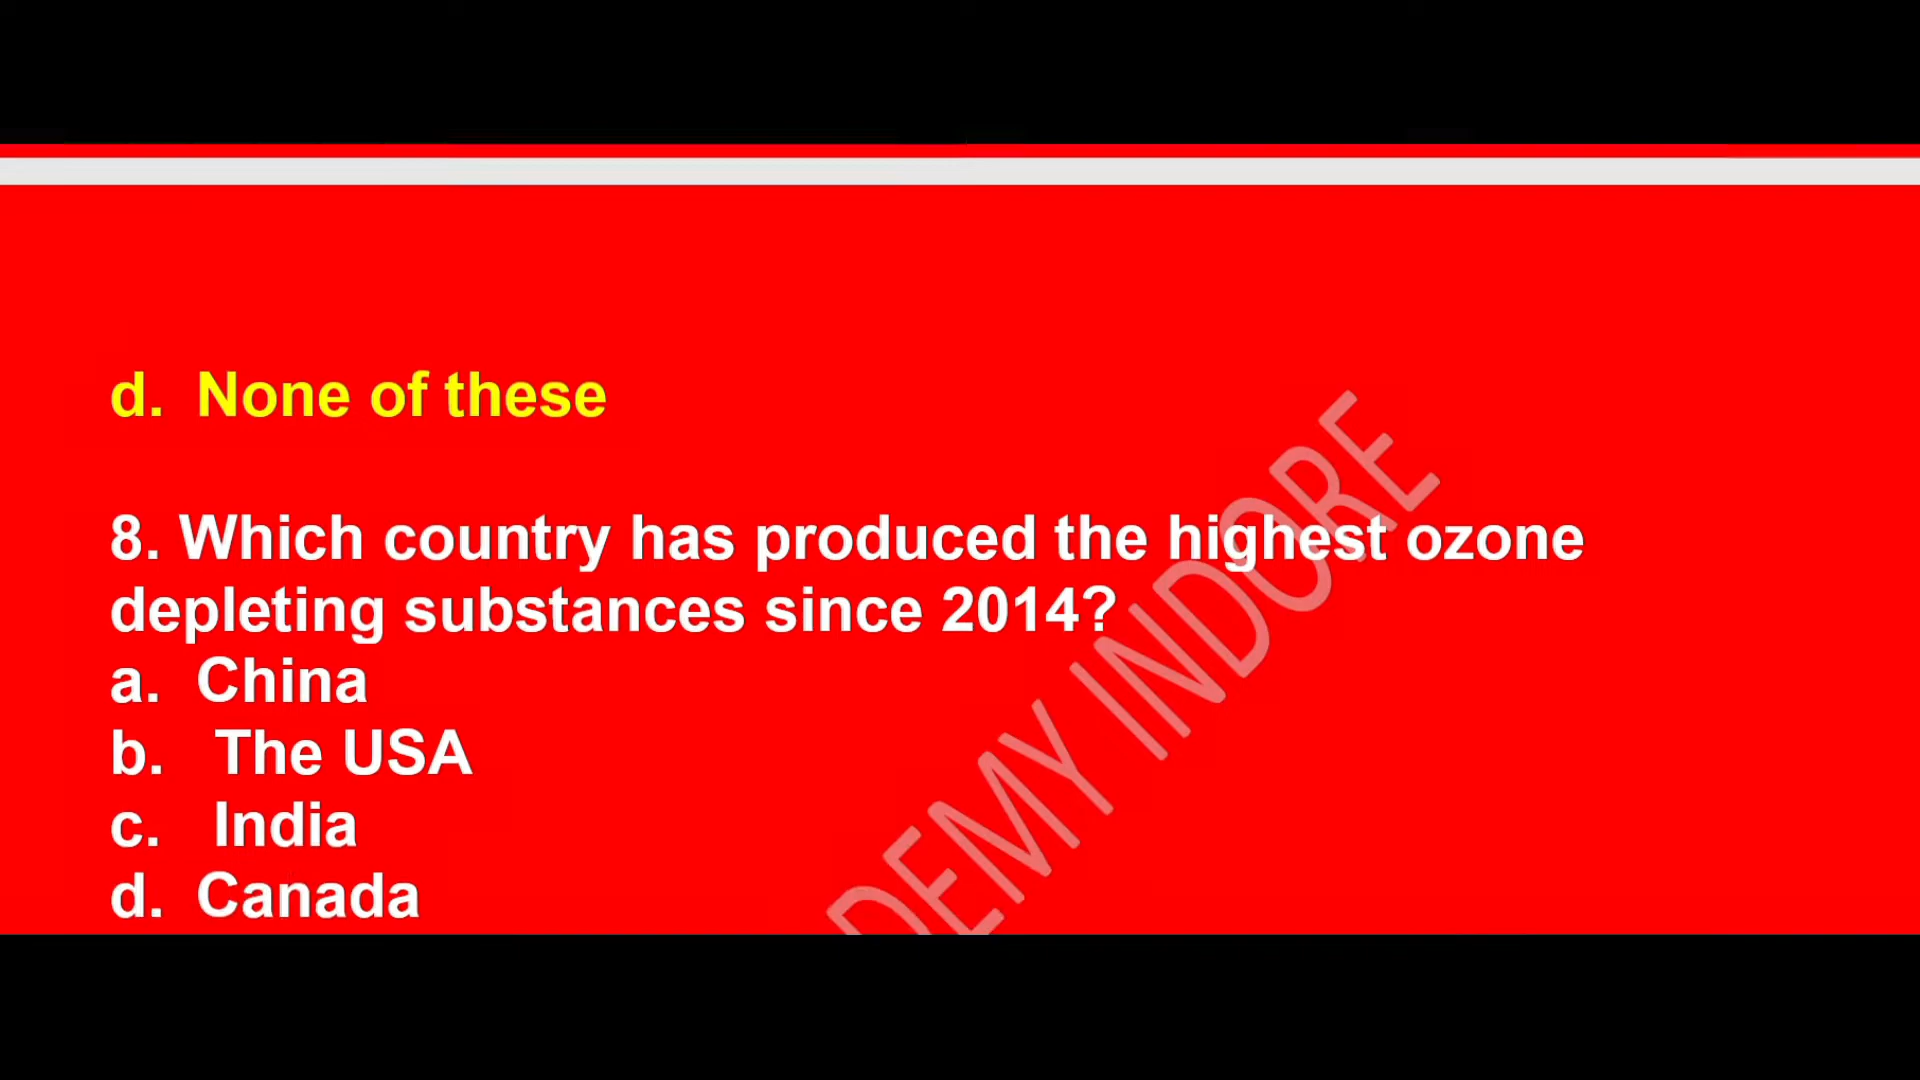 d. None of these
8. Which country has produced the highest ozone
depleting substances since 2014?
a. China
b. The USA
c. India
d. Canada
DEMY INDORE